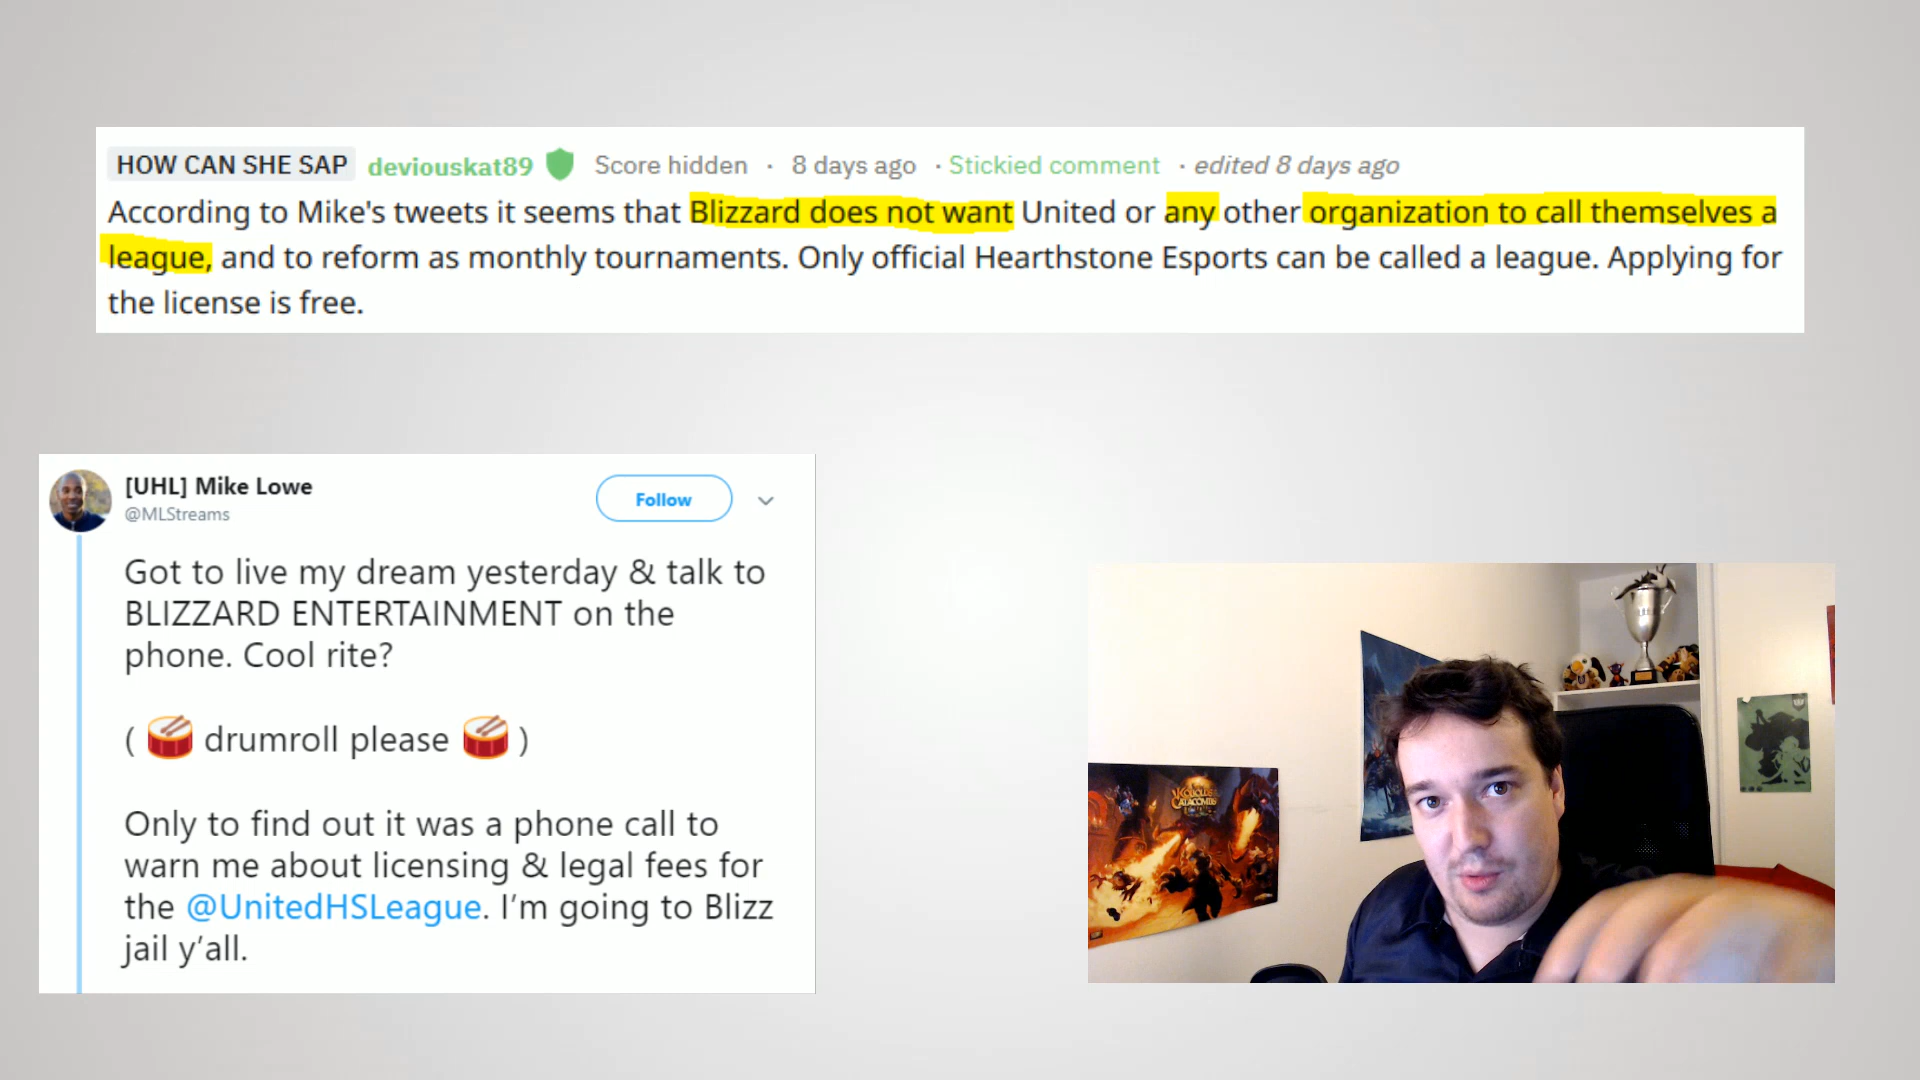 HOW CAN SHE SAP deviouskat89 Score hidden · 8 days ago · Stickied comment · edited 8 days ago
According to Mike's tweets it seems that Blizzard does not want United or any other organization to call themselves a
league, and to reform as monthly tournaments. Only official Hearthstone Esports can be called a league. Applying for
the license is free.
[UHL] Mike Lowe
@MLStreams
Follow
Got to live my dream yesterday & talk to
BLIZZARD ENTERTAINMENT on the
phone. Cool rite?
( 🥁 drumroll please 🥁 )
Only to find out it was a phone call to
warn me about licensing & legal fees for
the @UnitedHSLeague. I’m going to Blizz
jail y’all.
KOBOLDS
CATACOMBS